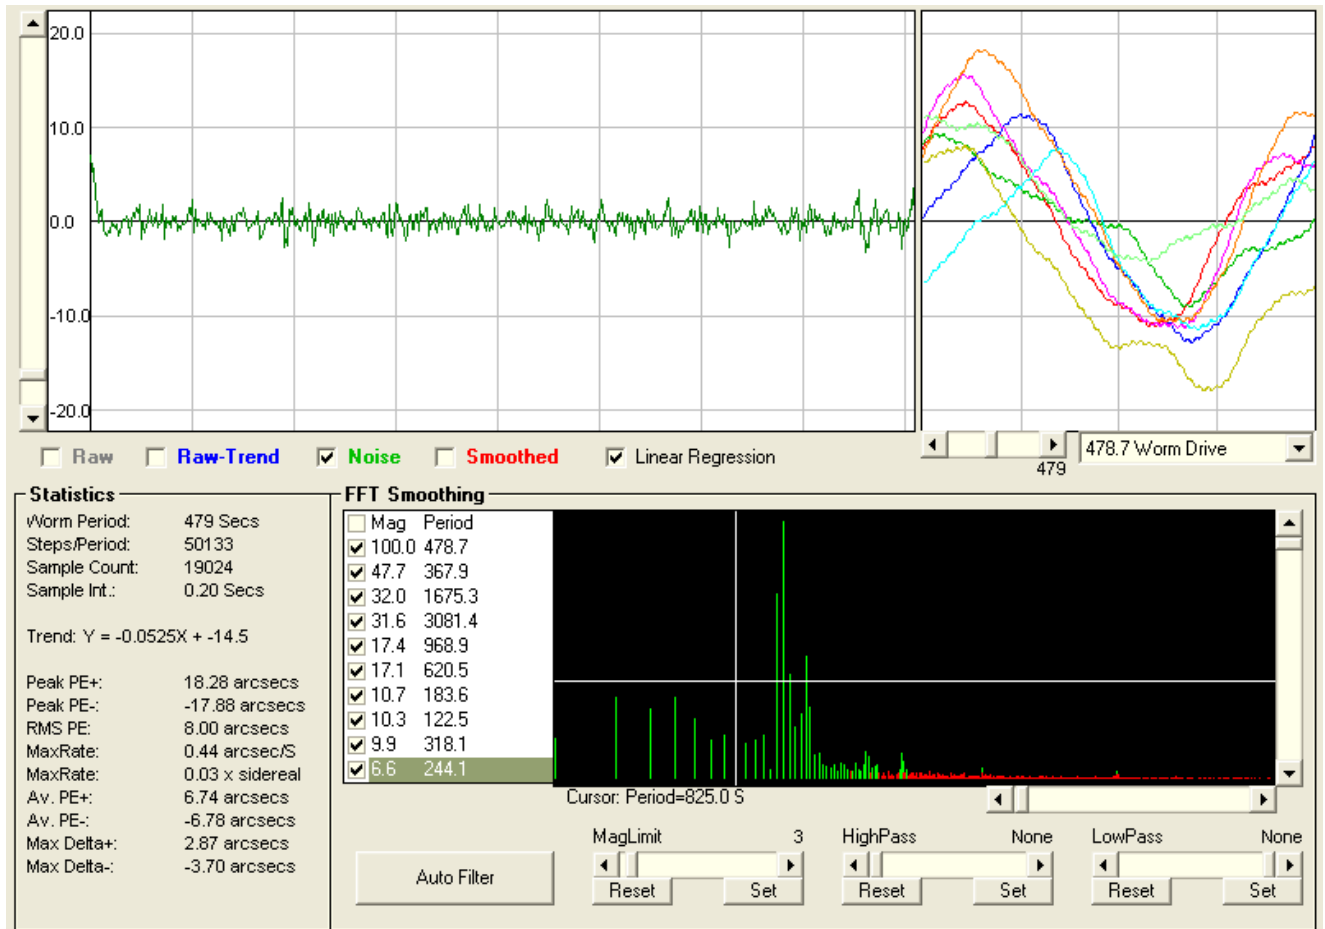 20.0
10.0
0.0
-10.0
-20.0
Raw Raw-Trend Noise Smoothed Linear Regression
479
478.7 Worm Drive
Statistics
Worm Period: 479 Secs
Steps/Period: 50133
Sample Count: 19024
Sample Int.: 0.20 Secs
Trend: Y = -0.0525X + -14.5
Peak PE+: 18.28 arcsecs
Peak PE-: -17.88 arcsecs
RMS PE: 8.00 arcsecs
MaxRate: 0.44 arcsec/S
MaxRate: 0.03 x sidereal
Av. PE+: 6.74 arcsecs
Av. PE-: -6.78 arcsecs
Max Delta+: 2.87 arcsecs
Max Delta-: -3.70 arcsecs
FFT Smoothing
Mag Period
100.0 478.7
47.7 367.9
32.0 1675.3
31.6 3081.4
17.4 968.9
17.1 620.5
10.7 183.6
10.3 122.5
9.9 318.1
6.6 244.1
Cursor: Period=825.0 S
Auto Filter
MagLimit 3
Reset Set
HighPass None
Reset Set
LowPass None
Reset Set